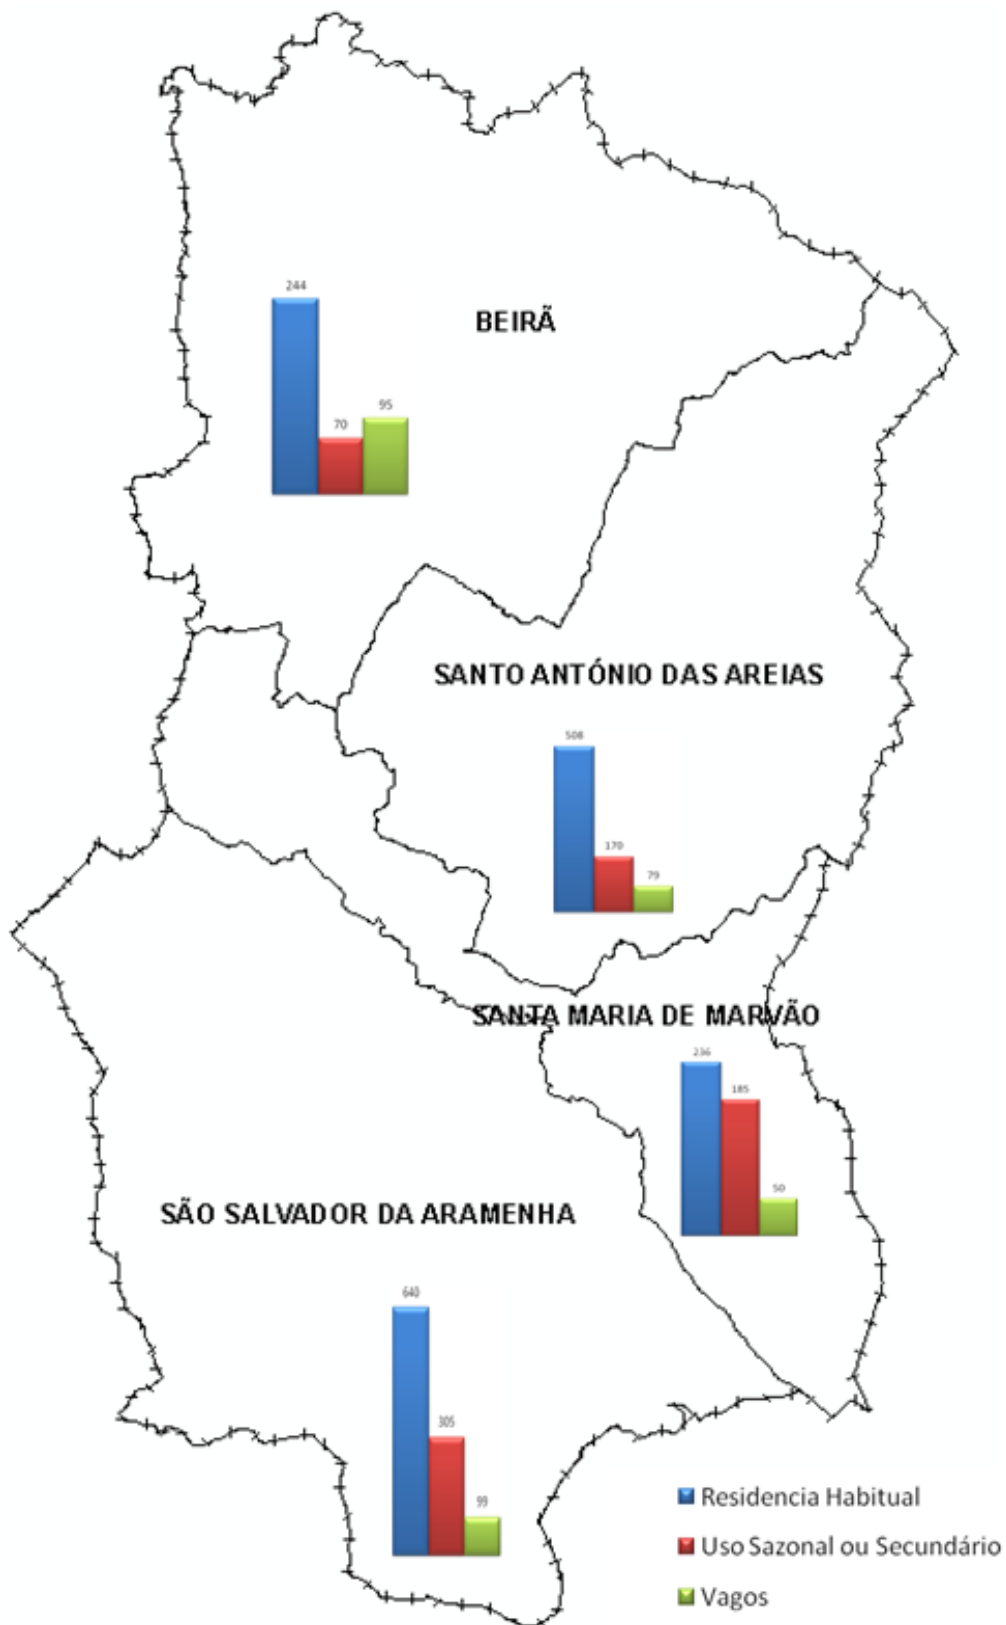 244
BEIRÃ
95
70
SANTO ANTÓNIO DAS AREIAS
508
170
79
SANTA MARIA DE MARVÃO
236
185
50
SÃO SALVADOR DA ARAMENHA
640
305
99
Residencia Habitual
Uso Sazonal ou Secundário
Vagos